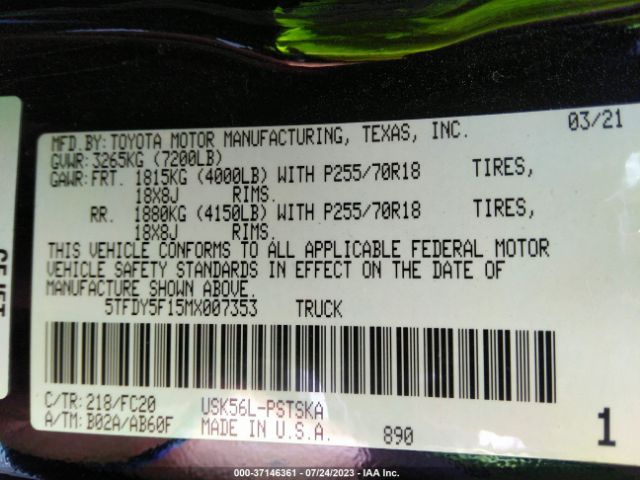 MFD.BY:TOYOTA MOTOR MANUFACTURING, TEXAS, INC. 03/21
GVWR:3265KG (7200LB)
GAWR:FRT. 1815KG (4000LB) WITH P255/70R18 TIRES,
18X8J RIMS.
RR. 1880KG (4150LB) WITH P255/70R18 TIRES,
18X8J RIMS.
THIS VEHICLE CONFORMS TO ALL APPLICABLE FEDERAL MOTOR
VEHICLE SAFETY STANDARDS IN EFFECT ON THE DATE OF
MANUFACTURE SHOWN ABOVE.
5TFDY5F15MX007353 TRUCK
C/TR:218/FC20 USK56L-PSTSKA
A/TM:B02A/AB60F MADE IN U.S.A. 890 1
000-37146361 - 07/24/2023 - IAA Inc.